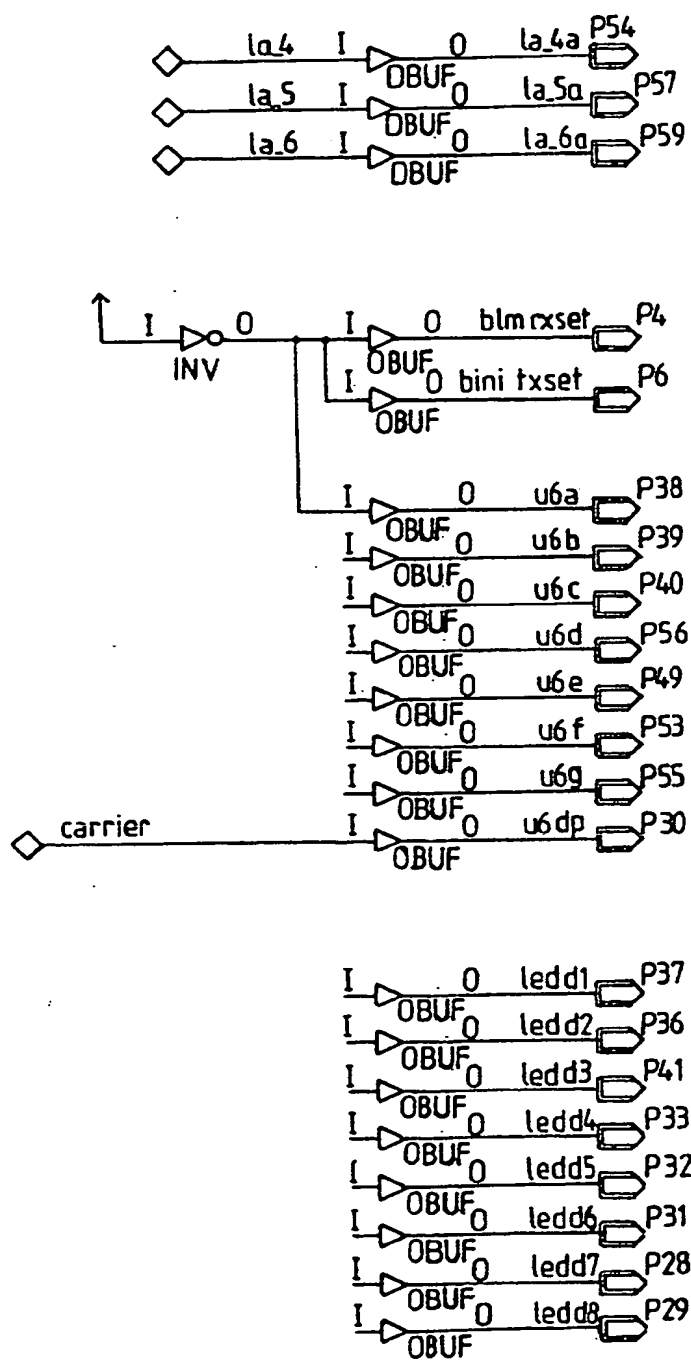 la_4 I O la_4a P54
OBUF
la_5 I O la_5a P57
OBUF
la_6 I O la_6a P59
OBUF
I O I O blmrxset P4
INV OBUF
I O bini txset P6
OBUF
I O u6a P38
OBUF
I O u6b P39
OBUF
I O u6c P40
OBUF
I O u6d P56
OBUF
I O u6e P49
OBUF
I O u6f P53
OBUF
I O u6g P55
OBUF
carrier I O u6dp P30
OBUF
I O ledd1 P37
OBUF
I O ledd2 P36
OBUF
I O ledd3 P41
OBUF
I O ledd4 P33
OBUF
I O ledd5 P32
OBUF
I O ledd6 P31
OBUF
I O ledd7 P28
OBUF
I O ledd8 P29
OBUF